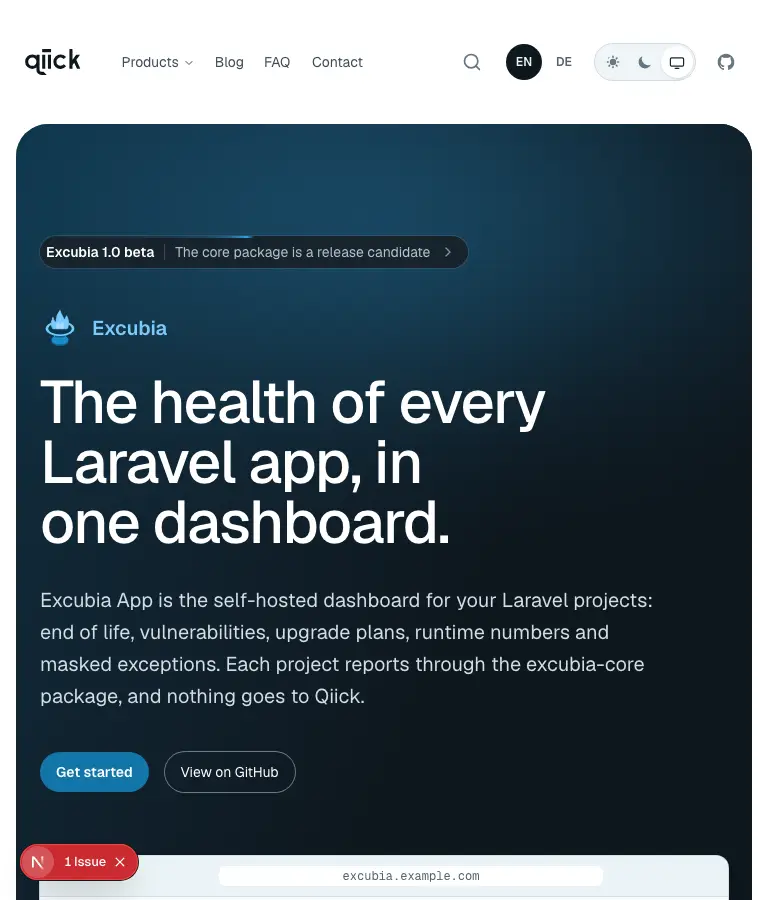 qiick
Products
Blog
FAQ
Contact
EN
DE
Excubia 1.0 beta
The core package is a release candidate
Excubia
The health of every
Laravel app, in
one dashboard.
Excubia App is the self-hosted dashboard for your Laravel projects:
end of life, vulnerabilities, upgrade plans, runtime numbers and
masked exceptions. Each project reports through the excubia-core
package, and nothing goes to Qiick.
Get started
View on GitHub
N
1 Issue
excubia.example.com